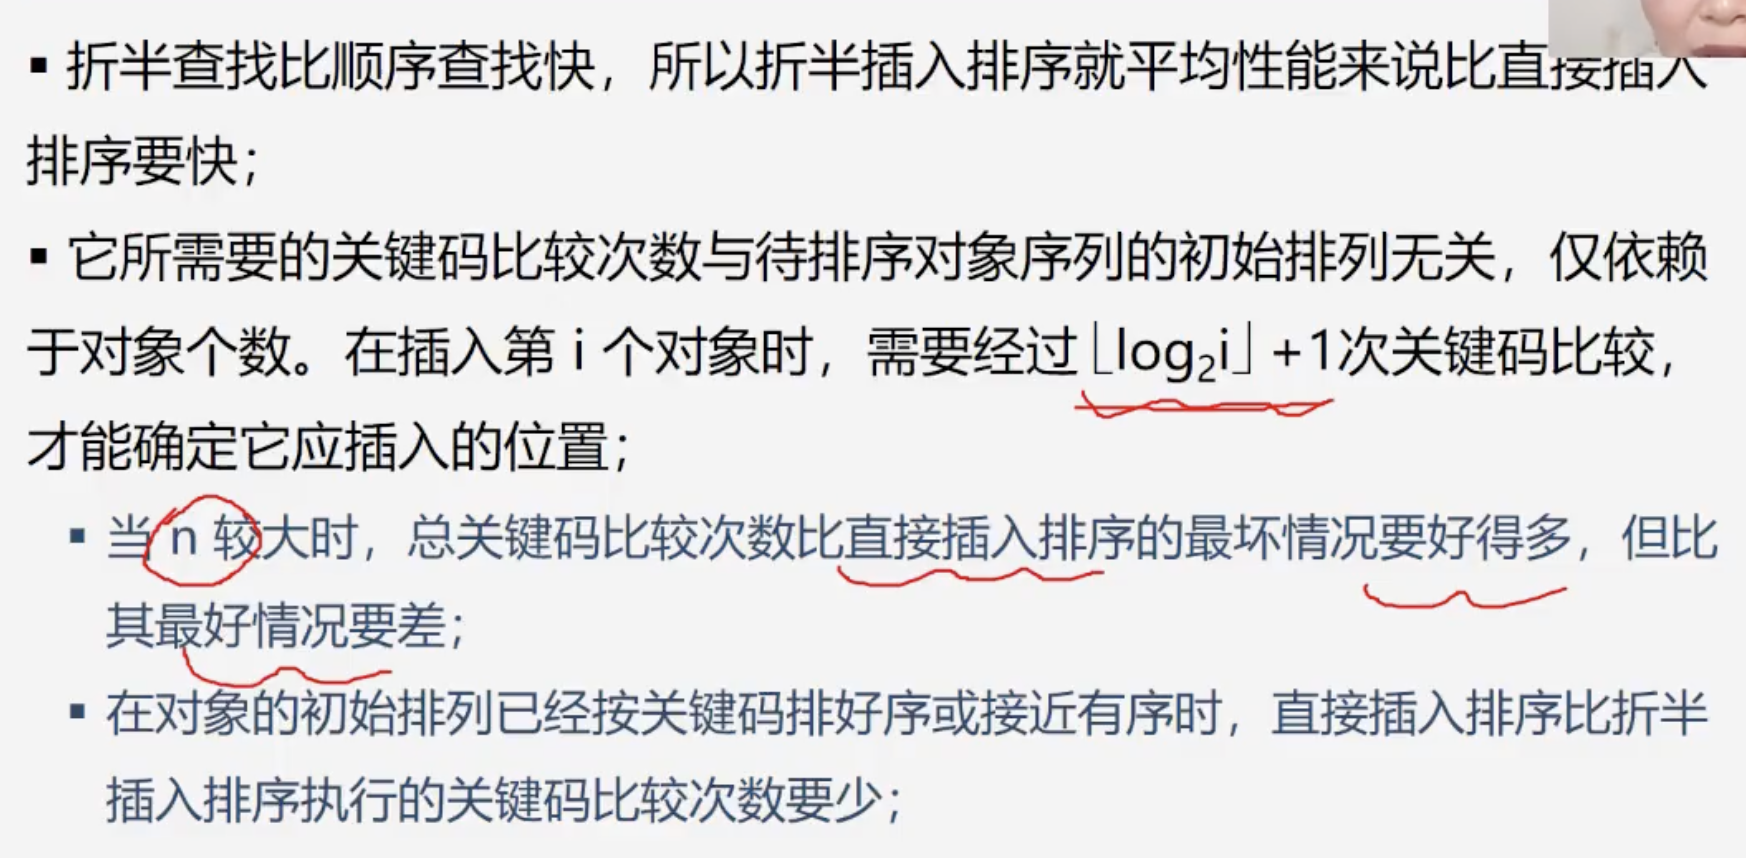 ▪ 折半查找比顺序查找快，所以折半插入排序就平均性能来说比直接插入
排序要快；
▪ 它所需要的关键码比较次数与待排序对象序列的初始排列无关，仅依赖
于对象个数。在插入第 i 个对象时，需要经过 ⌊log₂i⌋ +1次关键码比较，
才能确定它应插入的位置；
▪ 当 n 较大时，总关键码比较次数比直接插入排序的最坏情况要好得多，但比
其最好情况要差；
▪ 在对象的初始排列已经按关键码排好序或接近有序时，直接插入排序比折半
插入排序执行的关键码比较次数要少；